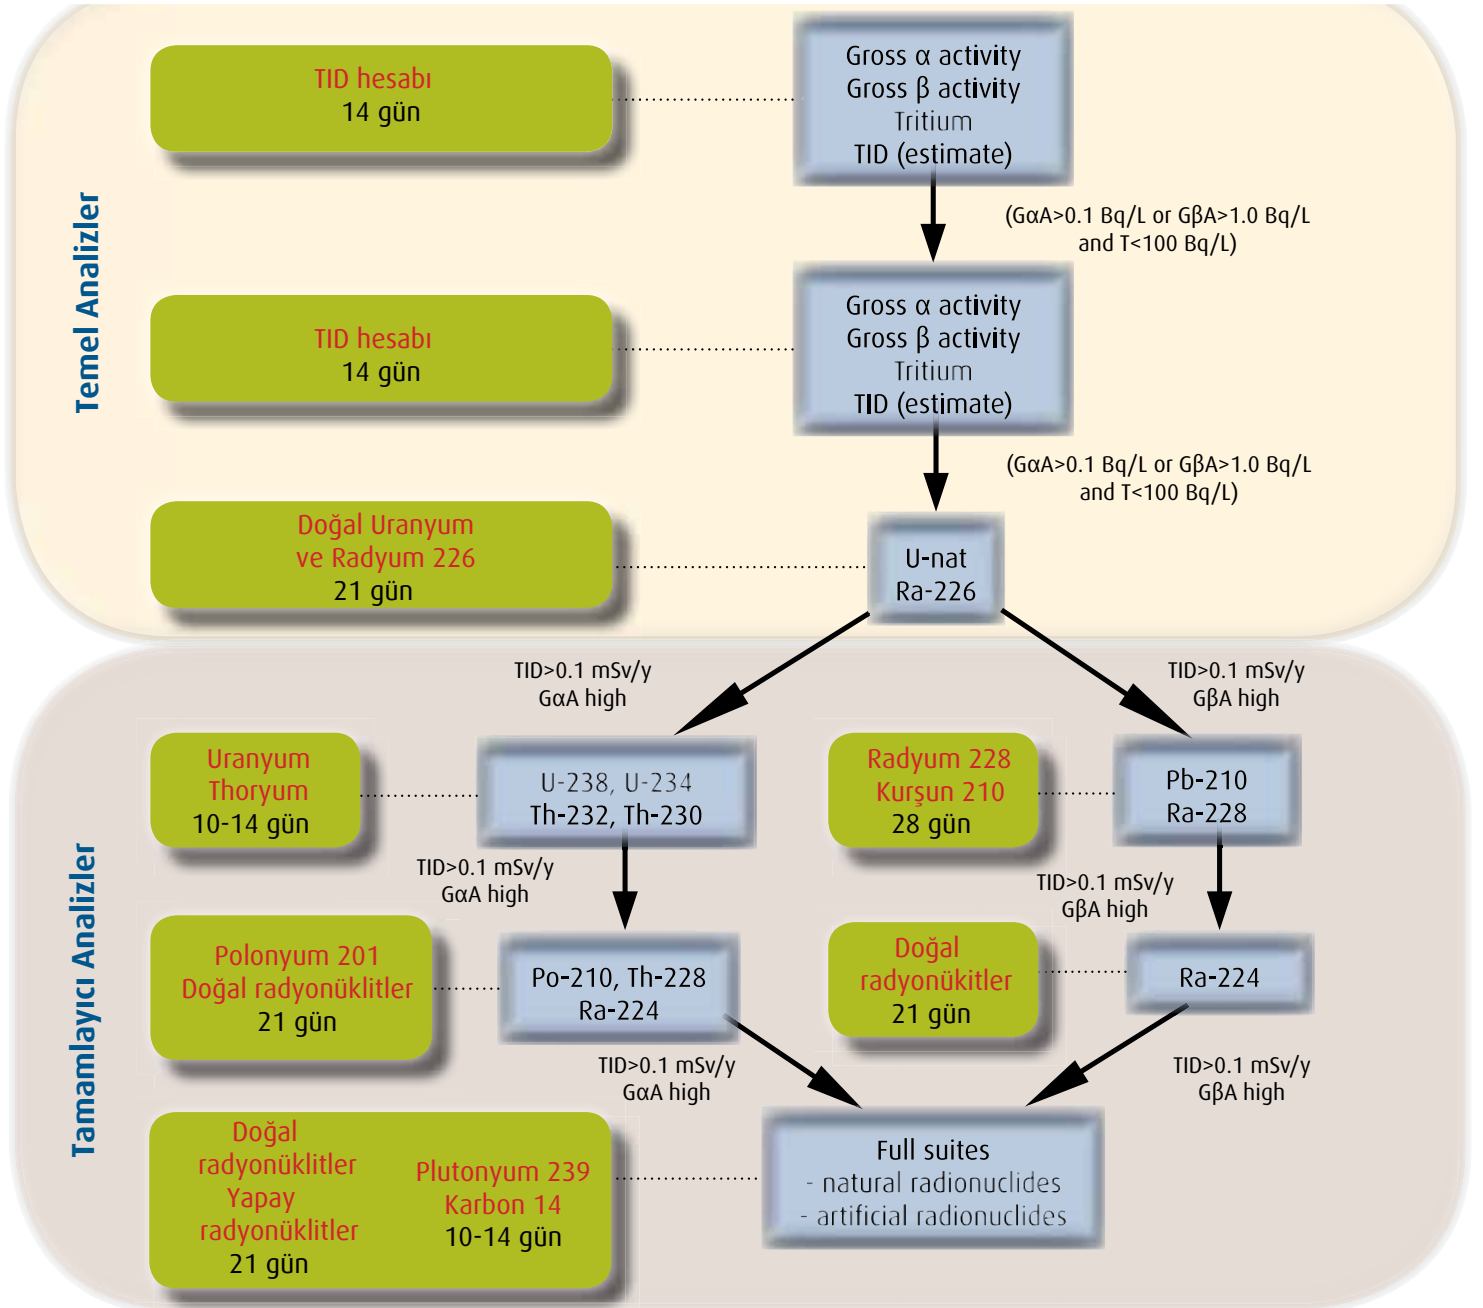 Temel Analizler
TID hesabı
14 gün
Gross α activity
Gross β activity
Tritium
TID (estimate)
(GαA>0.1 Bq/L or GβA>1.0 Bq/L
and T<100 Bq/L)
TID hesabı
14 gün
Gross α activity
Gross β activity
Tritium
TID (estimate)
(GαA>0.1 Bq/L or GβA>1.0 Bq/L
and T<100 Bq/L)
Doğal Uranyum
ve Radyum 226
21 gün
U-nat
Ra-226
Tamamlayıcı Analizler
TID>0.1 mSv/y
GαA high
TID>0.1 mSv/y
GβA high
Uranyum
Thoryum
10-14 gün
U-238, U-234
Th-232, Th-230
Radyum 228
Kurşun 210
28 gün
Pb-210
Ra-228
TID>0.1 mSv/y
GαA high
TID>0.1 mSv/y
GβA high
Polonyum 201
Doğal radyonüklitler
21 gün
Po-210, Th-228
Ra-224
Doğal
radyonükitler
21 gün
Ra-224
TID>0.1 mSv/y
GαA high
TID>0.1 mSv/y
GβA high
Doğal
radyonüklitler
Yapay
radyonüklitler
21 gün
Plutonyum 239
Karbon 14
10-14 gün
Full suites
- natural radionuclides
- artificial radionuclides